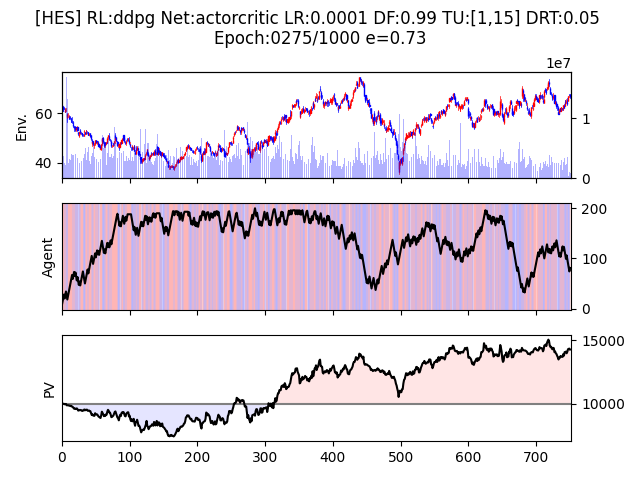 [HES] RL:ddpg Net:actorcritic LR:0.0001 DF:0.99 TU:[1,15] DRT:0.05
Epoch:0275/1000 e=0.73
1e7
Env.
60
40
1
0
Agent
200
100
0
PV
15000
10000
0 100 200 300 400 500 600 700